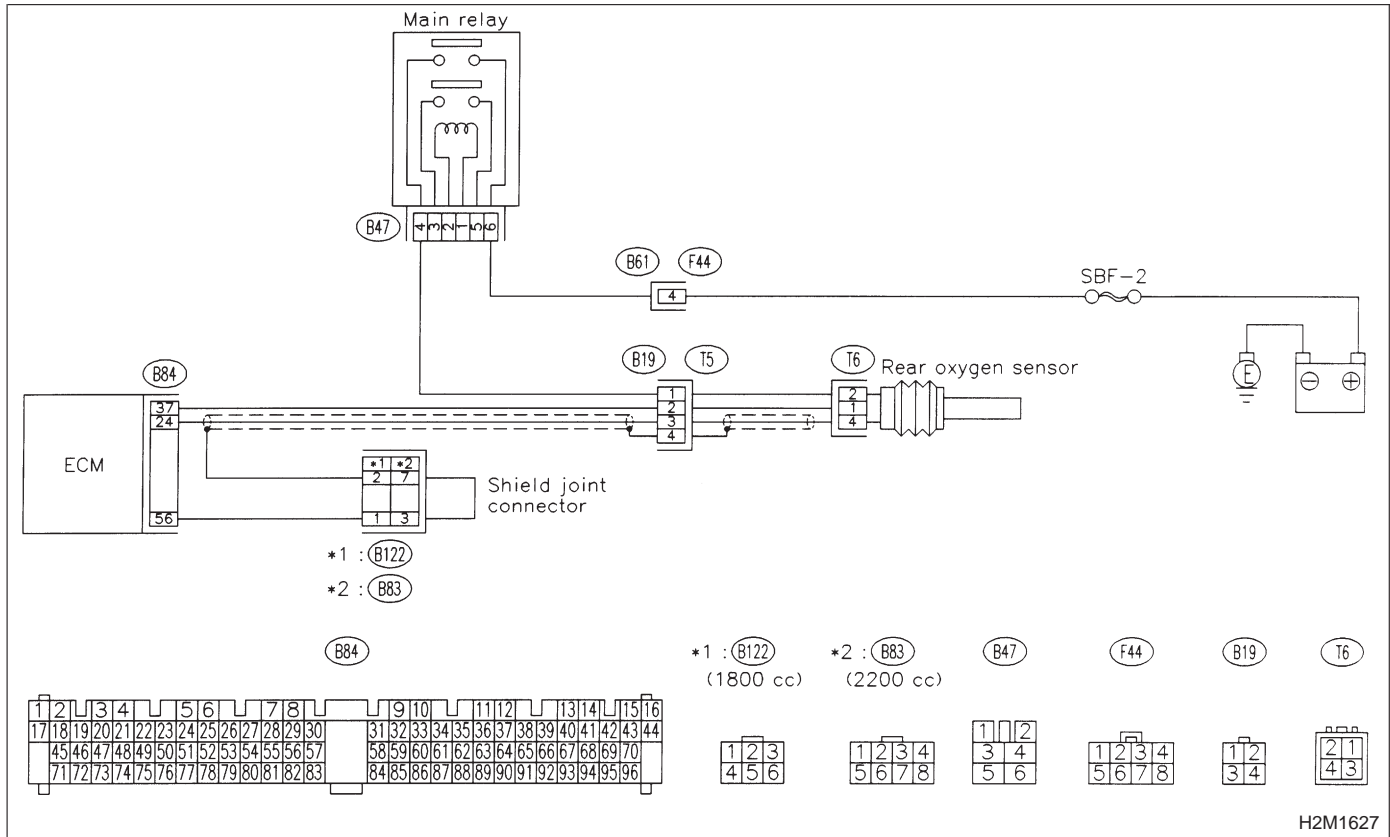 Main relay
B47
4 3 2 1 5 6
B61 F44
4
SBF-2
E
⊖ ⊕
B19 T5
T6
Rear oxygen sensor
1
2
3
4
2
1
4
B84
37
24
56
ECM
*1 *2
2 7
1 3
Shield joint
connector
*1 : B122
*2 : B83
B84
1 2 3 4 5 6 7 8 9 10 11 12 13 14 15 16
17 18 19 20 21 22 23 24 25 26 27 28 29 30 31 32 33 34 35 36 37 38 39 40 41 42 43 44
45 46 47 48 49 50 51 52 53 54 55 56 57 58 59 60 61 62 63 64 65 66 67 68 69 70
71 72 73 74 75 76 77 78 79 80 81 82 83 84 85 86 87 88 89 90 91 92 93 94 95 96
*1 : B122
(1800 cc)
1 2 3
4 5 6
*2 : B83
(2200 cc)
1 2 3 4
5 6 7 8
B47
1 2
3 4
5 6
F44
1 2 3 4
5 6 7 8
B19
1 2
3 4
T6
2 1
4 3
H2M1627